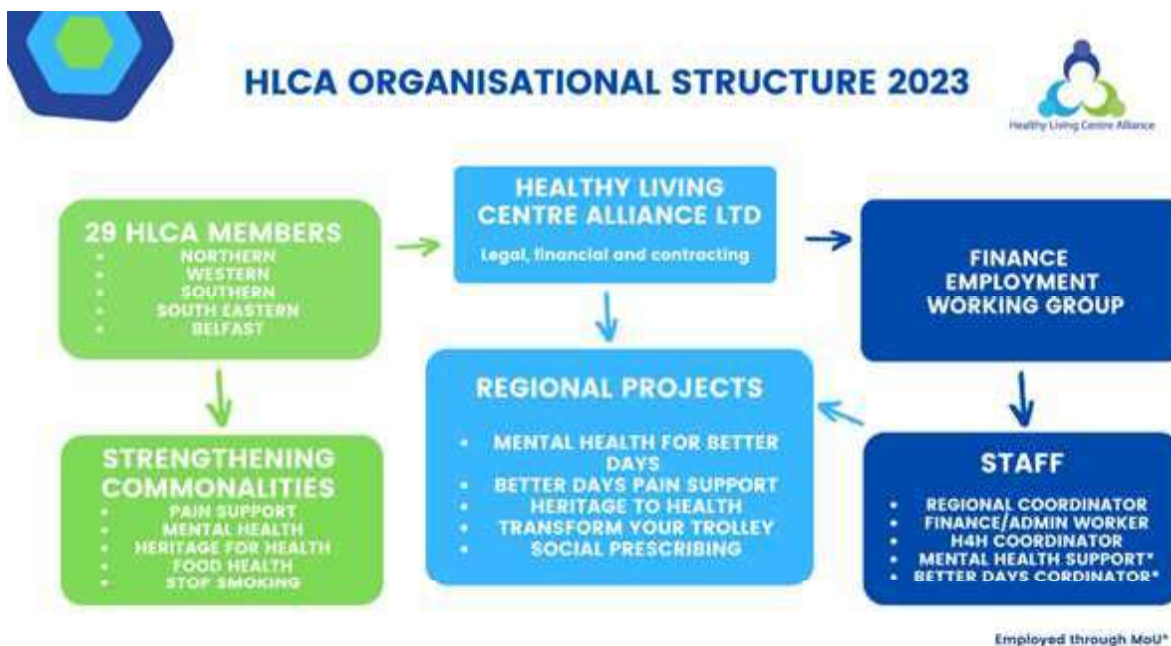 HLCA ORGANISATIONAL STRUCTURE 2023
Healthy Living Centre Alliance
29 HLCA MEMBERS
• NORTHERN
• WESTERN
• SOUTHERN
• SOUTH EASTERN
• BELFAST
HEALTHY LIVING
CENTRE ALLIANCE LTD
Legal, financial and contracting
FINANCE
EMPLOYMENT
WORKING GROUP
STRENGTHENING
COMMONALITIES
• PAIN SUPPORT
• MENTAL HEALTH
• HERITAGE FOR HEALTH
• FOOD HEALTH
• STOP SMOKING
REGIONAL PROJECTS
• MENTAL HEALTH FOR BETTER
DAYS
• BETTER DAYS PAIN SUPPORT
• HERITAGE TO HEALTH
• TRANSFORM YOUR TROLLEY
• SOCIAL PRESCRIBING
STAFF
• REGIONAL COORDINATOR
• FINANCE/ADMIN WORKER
• H4H COORDINATOR
• MENTAL HEALTH SUPPORT*
• BETTER DAYS CORDINATOR*
Employed through MoU*